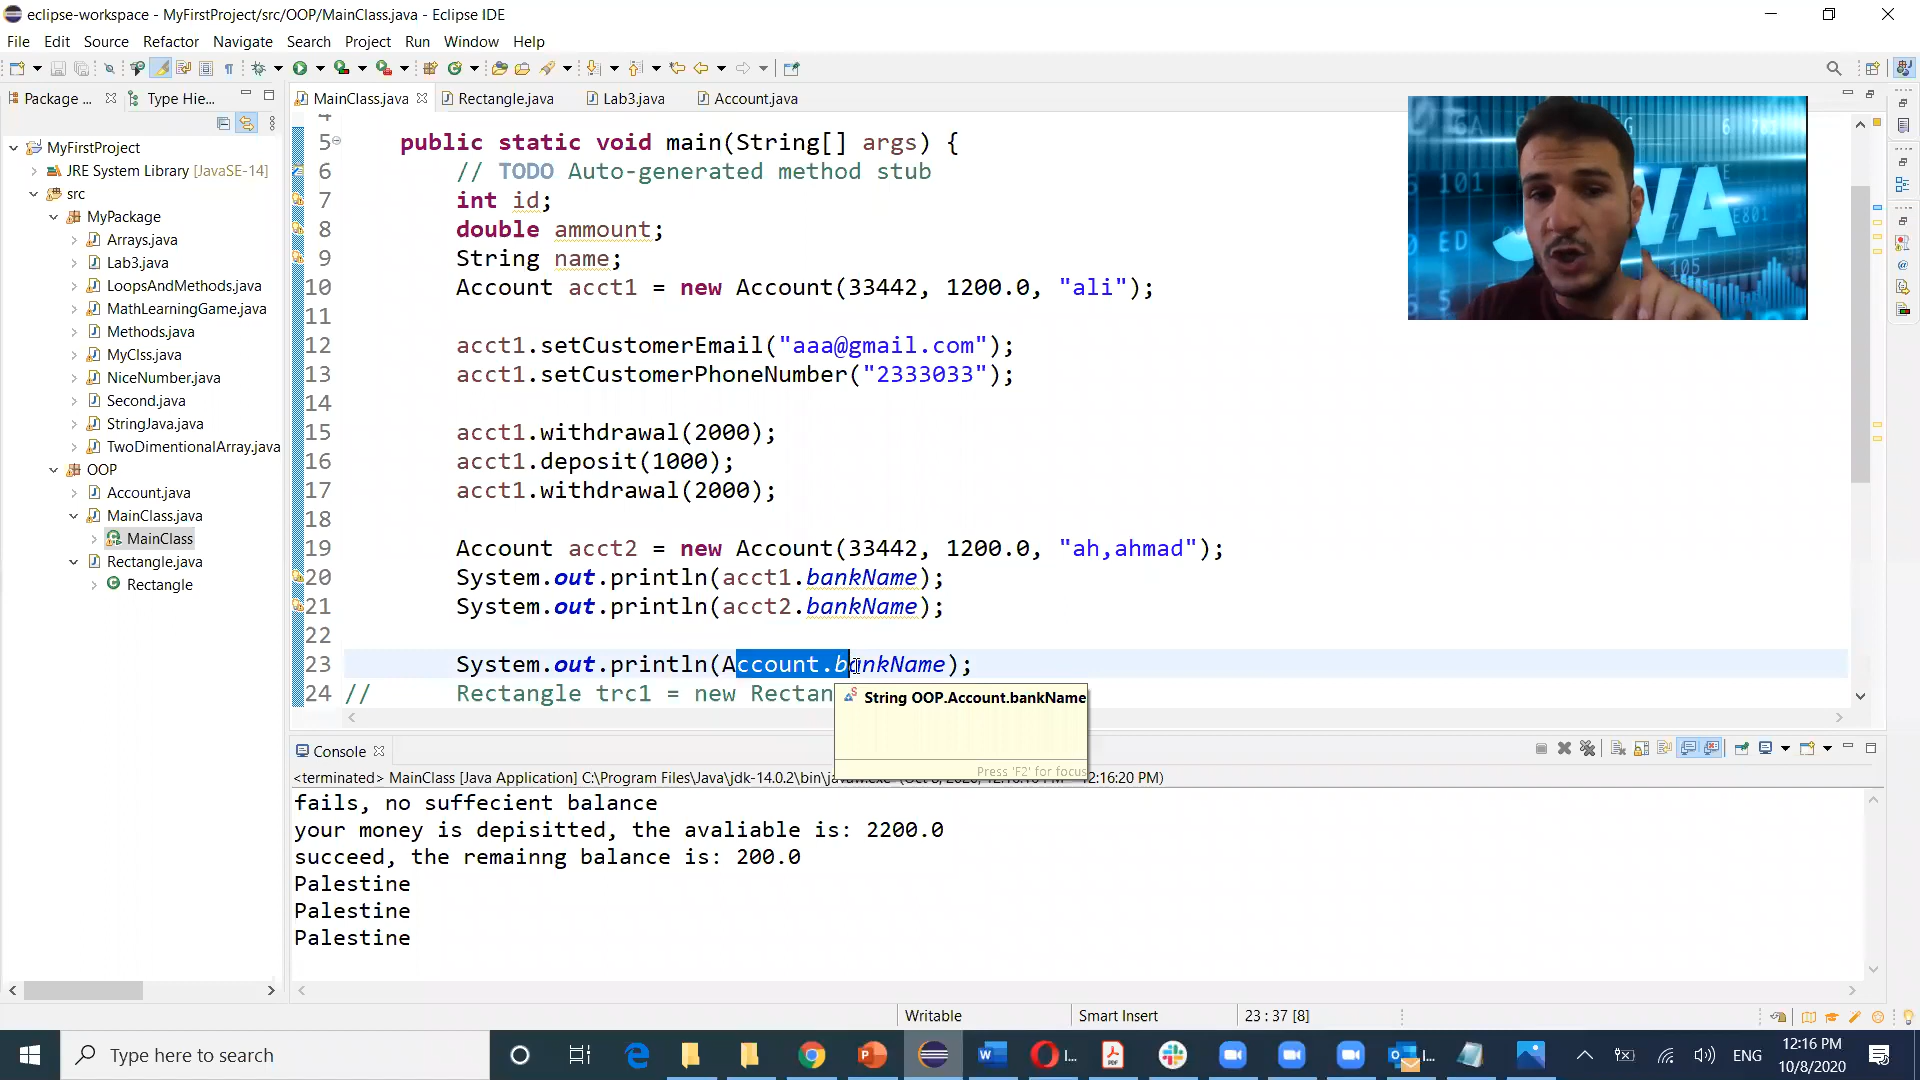 eclipse-workspace - MyFirstProject/src/OOP/MainClass.java - Eclipse IDE
File Edit Source Refactor Navigate Search Project Run Window Help
Package ... Type Hie...
MainClass.java Rectangle.java Lab3.java Account.java
MyFirstProject
JRE System Library [JavaSE-14]
src
MyPackage
Arrays.java
Lab3.java
LoopsAndMethods.java
MathLearningGame.java
Methods.java
MyClss.java
NiceNumber.java
Second.java
StringJava.java
TwoDimentionalArray.java
OOP
Account.java
MainClass.java
MainClass
Rectangle.java
Rectangle
4
5 public static void main(String[] args) {
6 // TODO Auto-generated method stub
7 int id;
8 double ammount;
9 String name;
10 Account acct1 = new Account(33442, 1200.0, "ali");
11
12 acct1.setCustomerEmail("aaa@gmail.com");
13 acct1.setCustomerPhoneNumber("2333033");
14
15 acct1.withdrawal(2000);
16 acct1.deposit(1000);
17 acct1.withdrawal(2000);
18
19 Account acct2 = new Account(33442, 1200.0, "ah,ahmad");
20 System.out.println(acct1.bankName);
21 System.out.println(acct2.bankName);
22
23 System.out.println(Account.bankName);
24 // Rectangle trc1 = new Rectan
String OOP.Account.bankName
Press 'F2' for focus
Console
<terminated> MainClass [Java Application] C:\Program Files\Java\jdk-14.0.2\bin\javaw.exe 12:16:20 PM)
fails, no suffecient balance
your money is depisitted, the avaliable is: 2200.0
succeed, the remainng balance is: 200.0
Palestine
Palestine
Palestine
Writable Smart Insert 23 : 37 [8]
Type here to search
I... I...
ENG
12:16 PM
10/8/2020